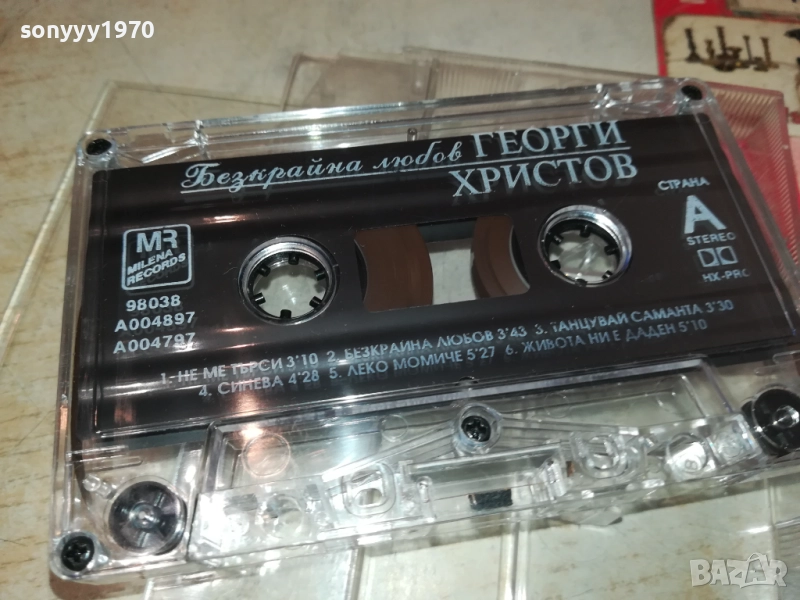 sonyyy1970
Безкрайна любов ГЕОРГИ
ХРИСТОВ
СТРАНА
A
STEREO
HX-PRO
MR
MILENA
RECORDS
98038
A004897
A004797
1. НЕ МЕ ТЪРСИ 3'10 2. БЕЗКРАЙНА ЛЮБОВ 3'43 3. ТАНЦУВАЙ САМАНТА 3'30
4. СИНЕВА 4'28 5. ЛЕКО МОМИЧЕ 5'27 6. ЖИВОТА НИ Е ДАДЕН 5'10
BAZAR